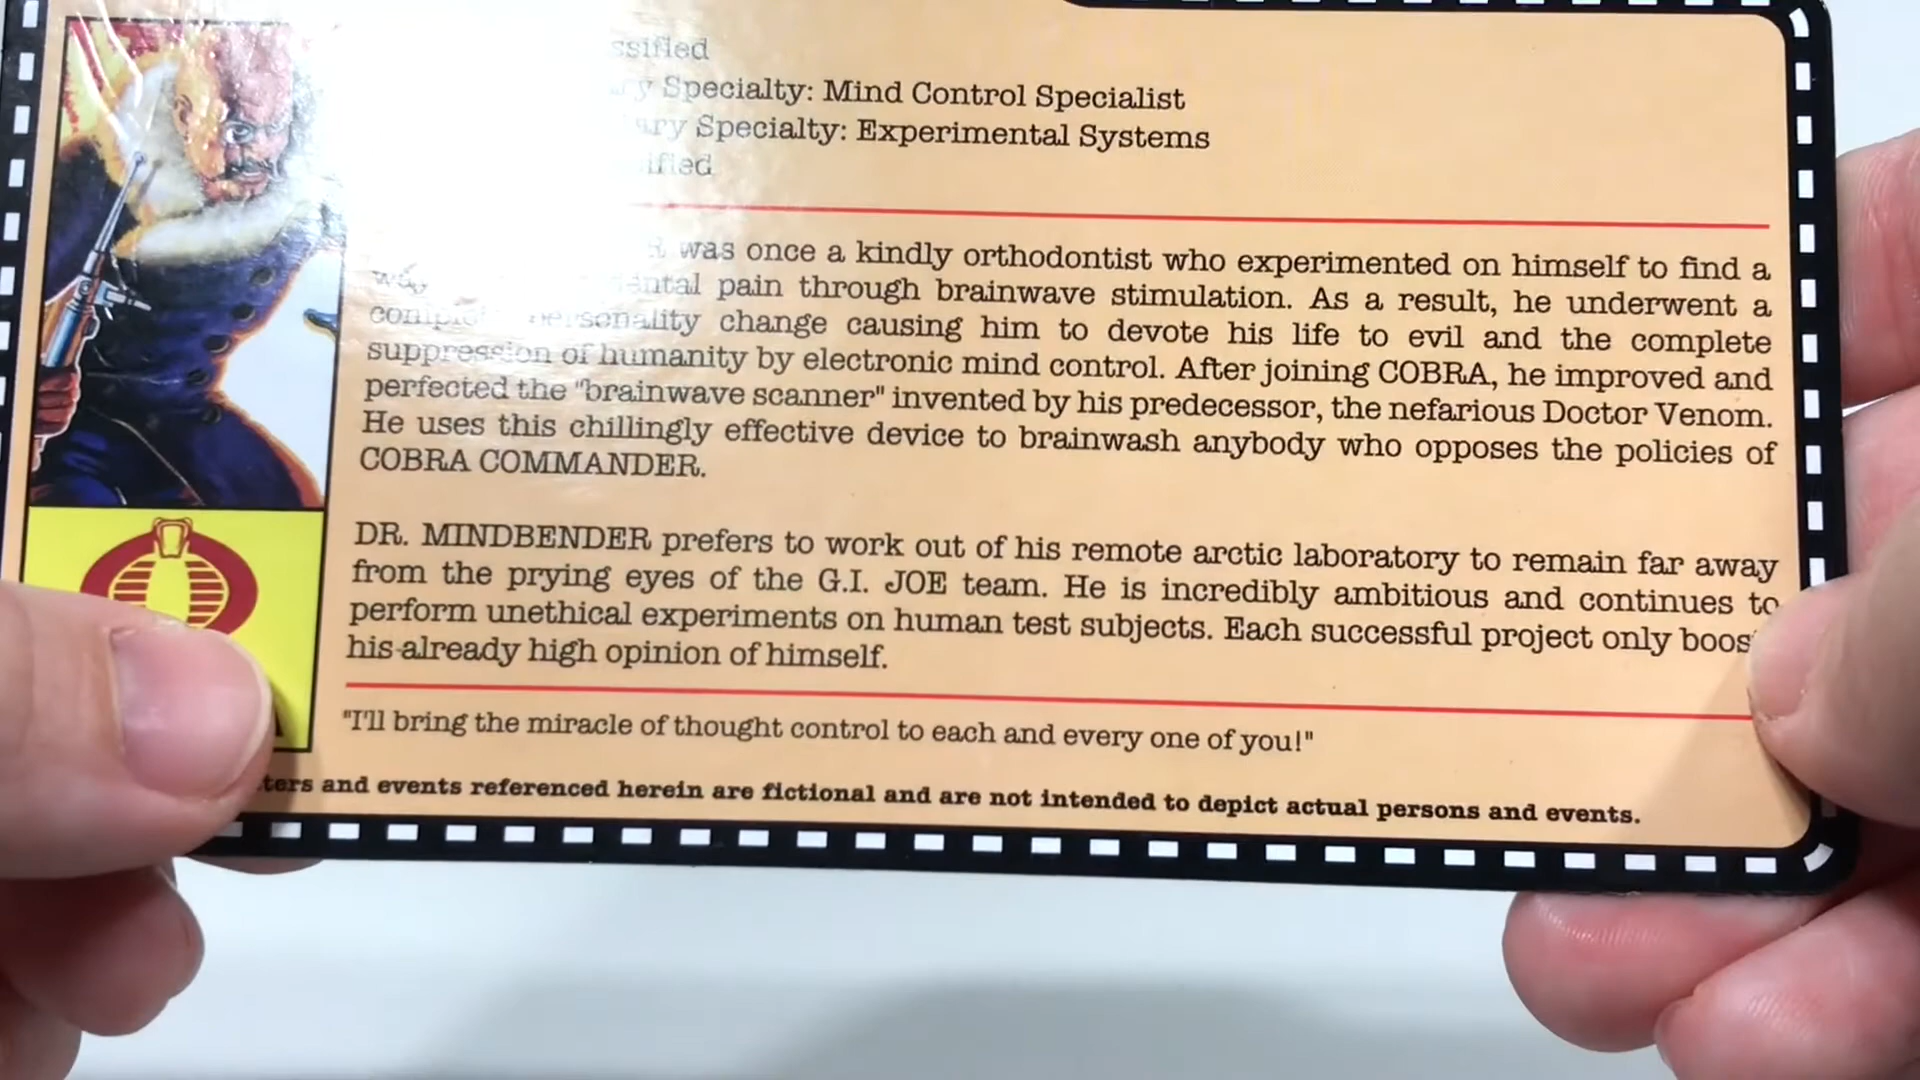 Specialty: Mind Control Specialist
Specialty: Experimental Systems
was once a kindly orthodontist who experimented on himself to find a
pain through brainwave stimulation. As a result, he underwent a
personality change causing him to devote his life to evil and the complete
suppression of humanity by electronic mind control. After joining COBRA, he improved and
perfected the "brainwave scanner" invented by his predecessor, the nefarious Doctor Venom.
He uses this chillingly effective device to brainwash anybody who opposes the policies of
COBRA COMMANDER.
DR. MINDBENDER prefers to work out of his remote arctic laboratory to remain far away
from the prying eyes of the G.I. JOE team. He is incredibly ambitious and continues to
perform unethical experiments on human test subjects. Each successful project only
his already high opinion of himself.
"I'll bring the miracle of thought control to each and every one of you!"
and events referenced herein are fictional and are not intended to depict actual persons and events.